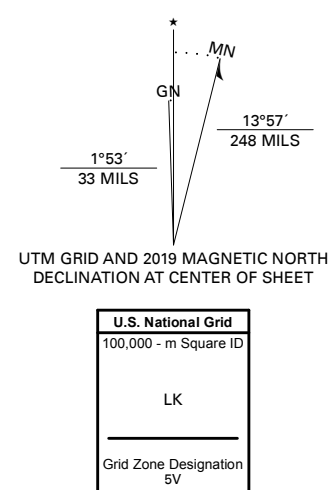 ★
MN
GN
13°57´
248 MILS
1°53´
33 MILS
UTM GRID AND 2019 MAGNETIC NORTH
DECLINATION AT CENTER OF SHEET
U.S. National Grid
100,000 - m Square ID
LK
Grid Zone Designation
5V